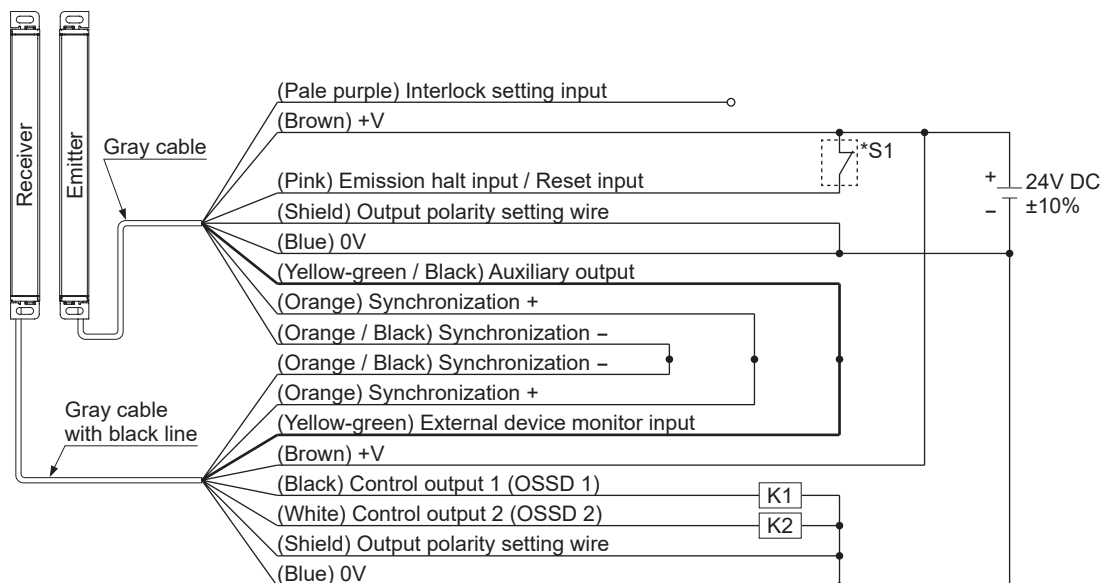 Receiver
Emitter
Gray cable
(Pale purple) Interlock setting input
(Brown) +V
*S1
(Pink) Emission halt input / Reset input
(Shield) Output polarity setting wire
(Blue) 0V
+
–
24V DC
±10%
(Yellow-green / Black) Auxiliary output
(Orange) Synchronization +
(Orange / Black) Synchronization –
(Orange / Black) Synchronization –
(Orange) Synchronization +
(Yellow-green) External device monitor input
Gray cable
with black line
(Brown) +V
(Black) Control output 1 (OSSD 1)
K1
(White) Control output 2 (OSSD 2)
K2
(Shield) Output polarity setting wire
(Blue) 0V